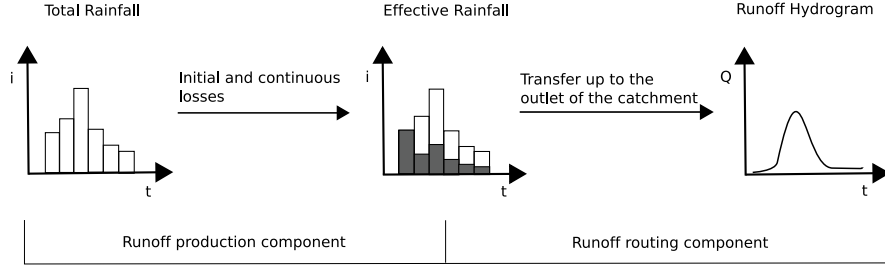 Total Rainfall
Effective Rainfall
Runoff Hydrogram
i
t
Initial and continuous
losses
i
t
Transfer up to the
outlet of the catchment
Q
t
Runoff production component
Runoff routing component